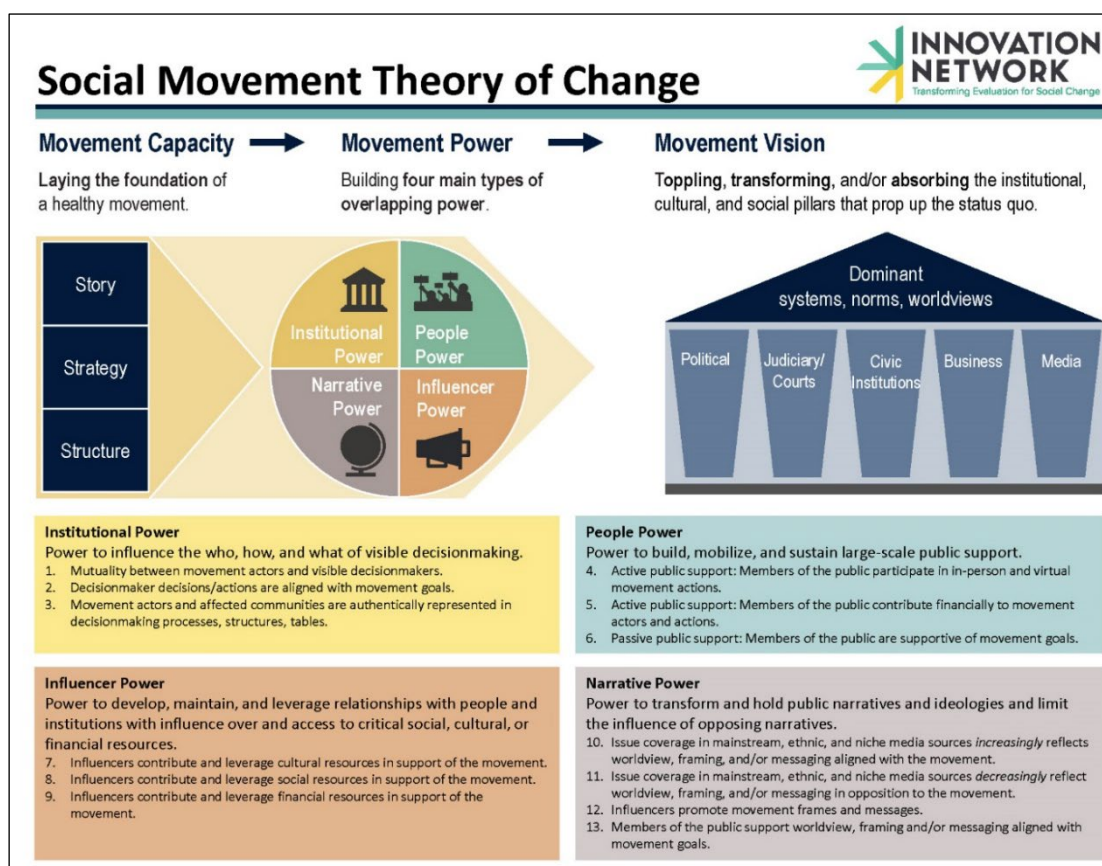 INNOVATION
NETWORK
Transforming Evaluation for Social Change
Social Movement Theory of Change
Movement Capacity
Movement Power
Movement Vision
Laying the foundation of
a healthy movement.
Building four main types of
overlapping power.
Toppling, transforming, and/or absorbing the institutional,
cultural, and social pillars that prop up the status quo.
Story
Strategy
Structure
Institutional
Power
People
Power
Narrative
Power
Influencer
Power
Dominant
systems, norms, worldviews
Political
Judiciary/
Courts
Civic
Institutions
Business
Media
Institutional Power
Power to influence the who, how, and what of visible decisionmaking.
1. Mutuality between movement actors and visible decisionmakers.
2. Decisionmaker decisions/actions are aligned with movement goals.
3. Movement actors and affected communities are authentically represented in
decisionmaking processes, structures, tables.
People Power
Power to build, mobilize, and sustain large-scale public support.
4. Active public support: Members of the public participate in in-person and virtual
movement actions.
5. Active public support: Members of the public contribute financially to movement
actors and actions.
6. Passive public support: Members of the public are supportive of movement goals.
Influencer Power
Power to develop, maintain, and leverage relationships with people and
institutions with influence over and access to critical social, cultural, or
financial resources.
7. Influencers contribute and leverage cultural resources in support of the movement.
8. Influencers contribute and leverage social resources in support of the movement.
9. Influencers contribute and leverage financial resources in support of the
movement.
Narrative Power
Power to transform and hold public narratives and ideologies and limit
the influence of opposing narratives.
10. Issue coverage in mainstream, ethnic, and niche media sources increasingly reflects
worldview, framing, and/or messaging aligned with the movement.
11. Issue coverage in mainstream, ethnic, and niche media sources decreasingly reflect
worldview, framing, and/or messaging in opposition to the movement.
12. Influencers promote movement frames and messages.
13. Members of the public support worldview, framing and/or messaging aligned with
movement goals.